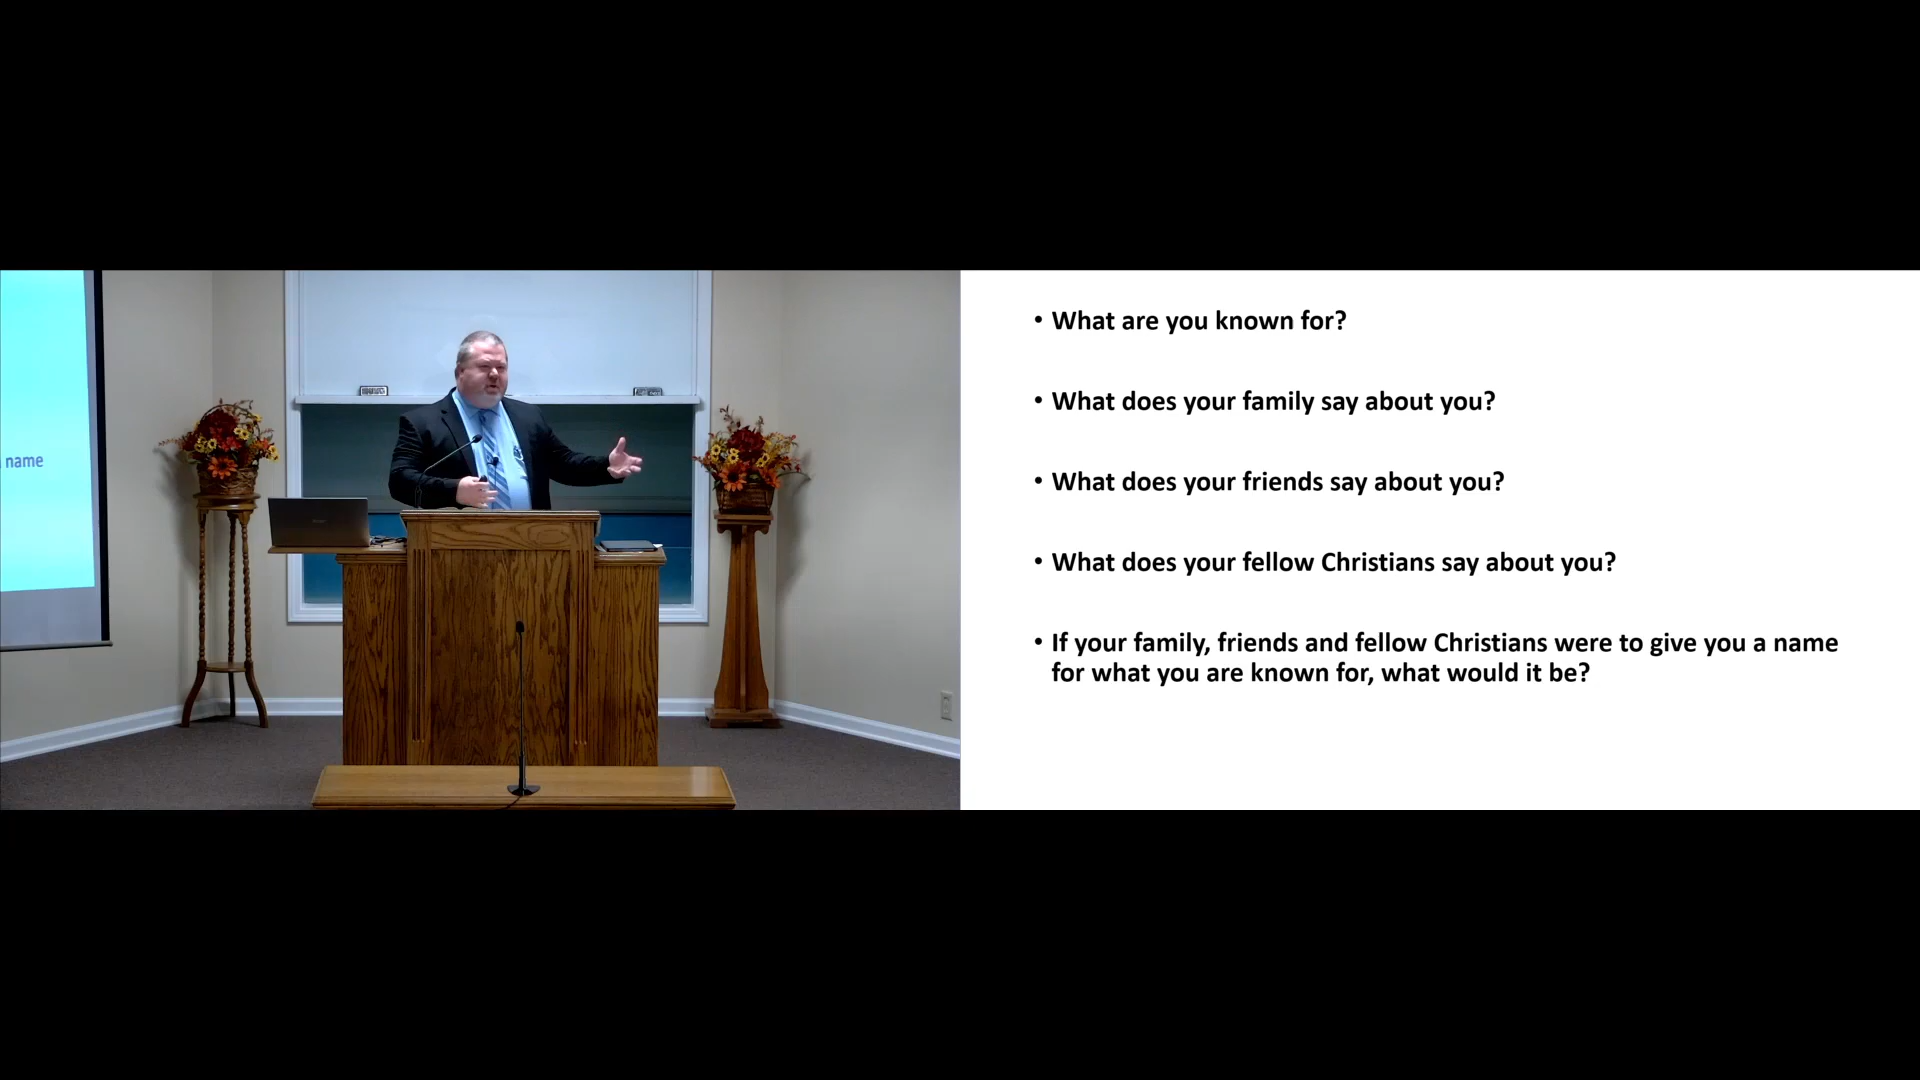 name
• What are you known for?
• What does your family say about you?
• What does your friends say about you?
• What does your fellow Christians say about you?
• If your family, friends and fellow Christians were to give you a name
for what you are known for, what would it be?